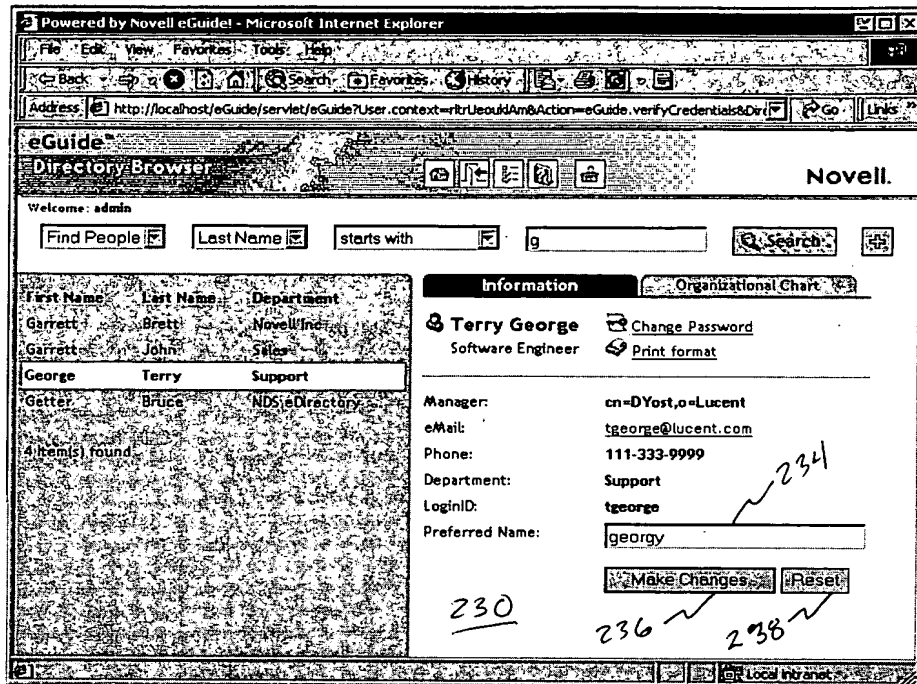 Powered by Novell eGuide! - Microsoft Internet Explorer
File Edit View Favorites Tools Help
Back Search Favorites History
Address http://localhost/eGuide/servlet/eGuide?User.context=rltrUeoukIAm&Action=eGuide.verifyCredentials&Dir Go Links
eGuide
Directory Browser
Novell.
Welcome: admin
Find People Last Name starts with g Search
Information Organizational Chart
First Name Last Name Department
Garrett Brett Novell Inc
Garrett John Sales
George Terry Support
Getter Bruce NDS eDirectory
4 item(s) found
Terry George Change Password
Software Engineer Print format
Manager: cn=DYost,o=Lucent
eMail: tgeorge@lucent.com
Phone: 111-333-9999
Department: Support
LoginID: tgeorge
Preferred Name: georgy
Make Changes Reset
234
230
236
238
Local intranet